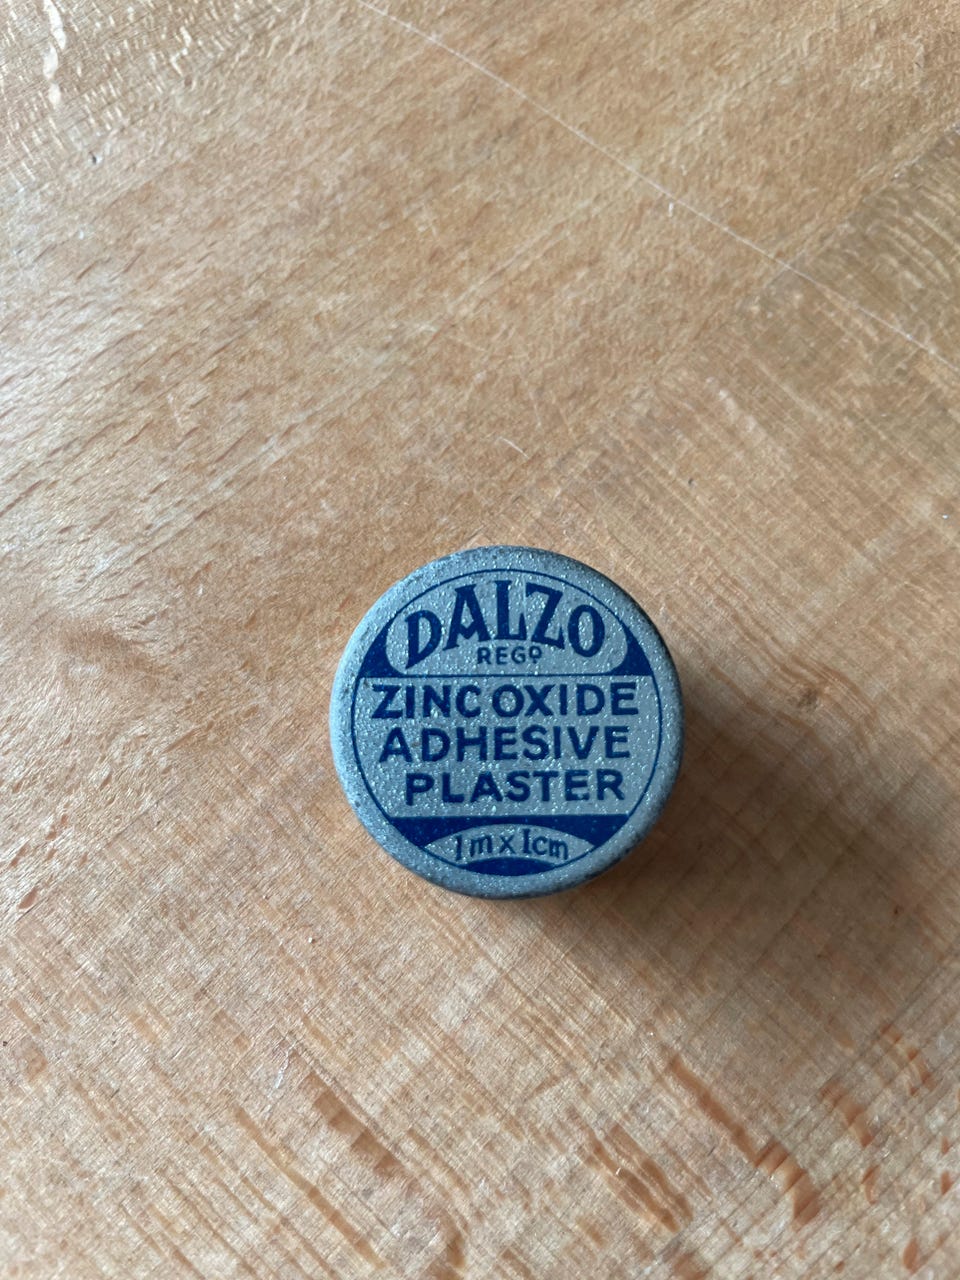 DALZO
REGD
ZINC OXIDE
ADHESIVE
PLASTER
1m x 1cm